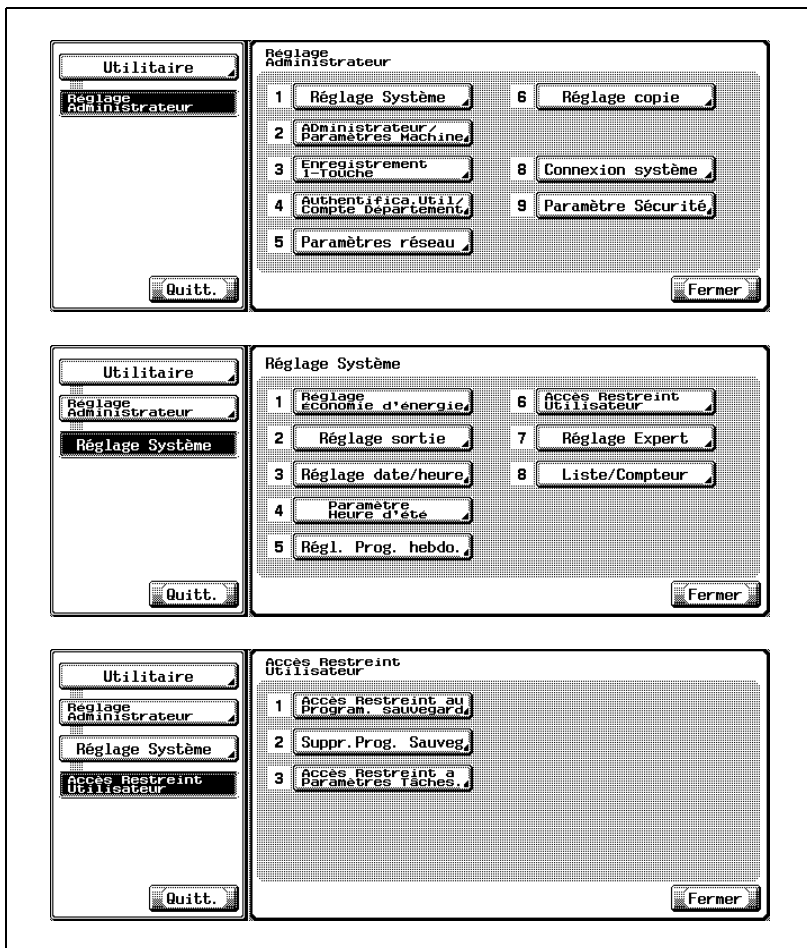 Utilitaire
Réglage
Administrateur
Quitt.
Réglage
Administrateur
1 Réglage Système
2 ADministrateur/
Paramètres Machine
3 Enregistrement
1-Touche
4 Authentifica.Util/
Compte Département
5 Paramètres réseau
6 Réglage copie
8 Connexion système
9 Paramètre Sécurité
Fermer
Utilitaire
Réglage
Administrateur
Réglage Système
Quitt.
Réglage Système
1 Réglage
économie d'énergie
2 Réglage sortie
3 Réglage date/heure
4 Paramètre
Heure d'été
5 Régl. Prog. hebdo.
6 Accès Restreint
Utilisateur
7 Réglage Expert
8 Liste/Compteur
Fermer
Utilitaire
Réglage
Administrateur
Réglage Système
Accès Restreint
Utilisateur
Quitt.
Accès Restreint
Utilisateur
1 Accès Restreint au
Program. sauvegard
2 Suppr.Prog. Sauveg
3 Accès Restreint a
Paramètres Tâches.
Fermer